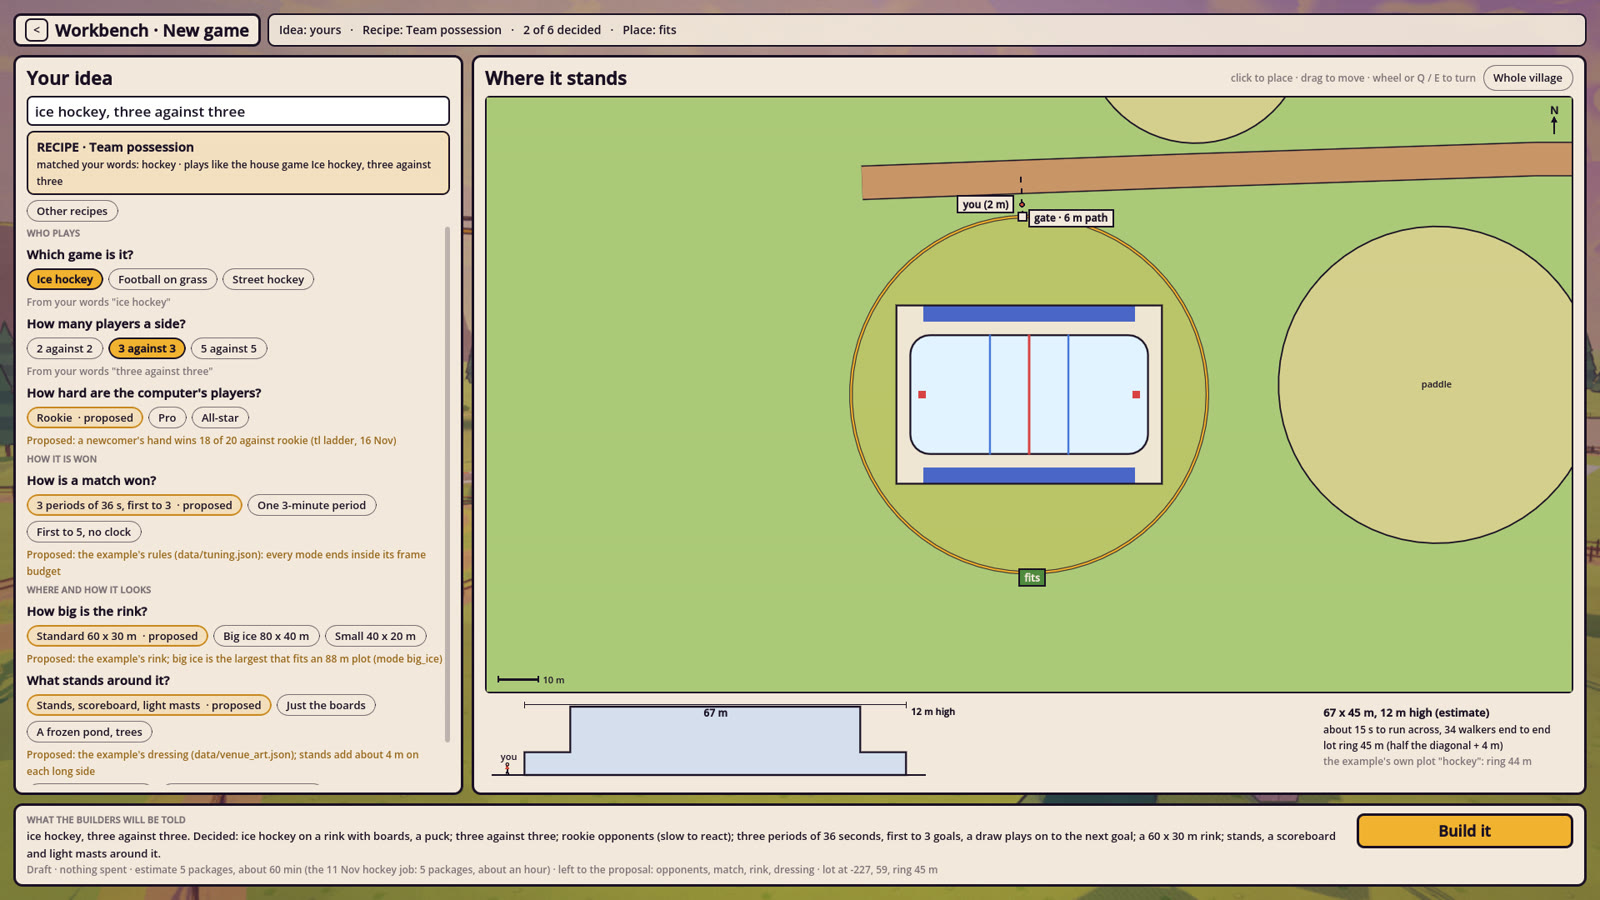 < Workbench · New game
Idea: yours · Recipe: Team possession · 2 of 6 decided · Place: fits
Your idea
ice hockey, three against three
RECIPE · Team possession
matched your words: hockey · plays like the house game Ice hockey, three against
three
Other recipes
WHO PLAYS
Which game is it?
Ice hockey Football on grass Street hockey
From your words "ice hockey"
How many players a side?
2 against 2 3 against 3 5 against 5
From your words "three against three"
How hard are the computer's players?
Rookie · proposed Pro All-star
Proposed: a newcomer's hand wins 18 of 20 against rookie (tl ladder, 16 Nov)
HOW IT IS WON
How is a match won?
3 periods of 36 s, first to 3 · proposed One 3-minute period
First to 5, no clock
Proposed: the example's rules (data/tuning.json): every mode ends inside its frame
budget
WHERE AND HOW IT LOOKS
How big is the rink?
Standard 60 x 30 m · proposed Big ice 80 x 40 m Small 40 x 20 m
Proposed: the example's rink; big ice is the largest that fits an 88 m plot (mode big_ice)
What stands around it?
Stands, scoreboard, light masts · proposed Just the boards
A frozen pond, trees
Proposed: the example's dressing (data/venue_art.json); stands add about 4 m on
each long side
Where it stands
click to place · drag to move · wheel or Q / E to turn Whole village
N
you (2 m)
gate · 6 m path
paddle
fits
10 m
67 m
12 m high
you
67 x 45 m, 12 m high (estimate)
about 15 s to run across, 34 walkers end to end
lot ring 45 m (half the diagonal + 4 m)
the example's own plot "hockey": ring 44 m
WHAT THE BUILDERS WILL BE TOLD
ice hockey, three against three. Decided: ice hockey on a rink with boards, a puck; three against three; rookie opponents (slow to react); three periods of 36 seconds, first to 3 goals, a draw plays on to the next goal; a 60 x 30 m rink; stands, a scoreboard
and light masts around it.
Draft · nothing spent · estimate 5 packages, about 60 min (the 11 Nov hockey job: 5 packages, about an hour) · left to the proposal: opponents, match, rink, dressing · lot at -227, 59, ring 45 m
Build it